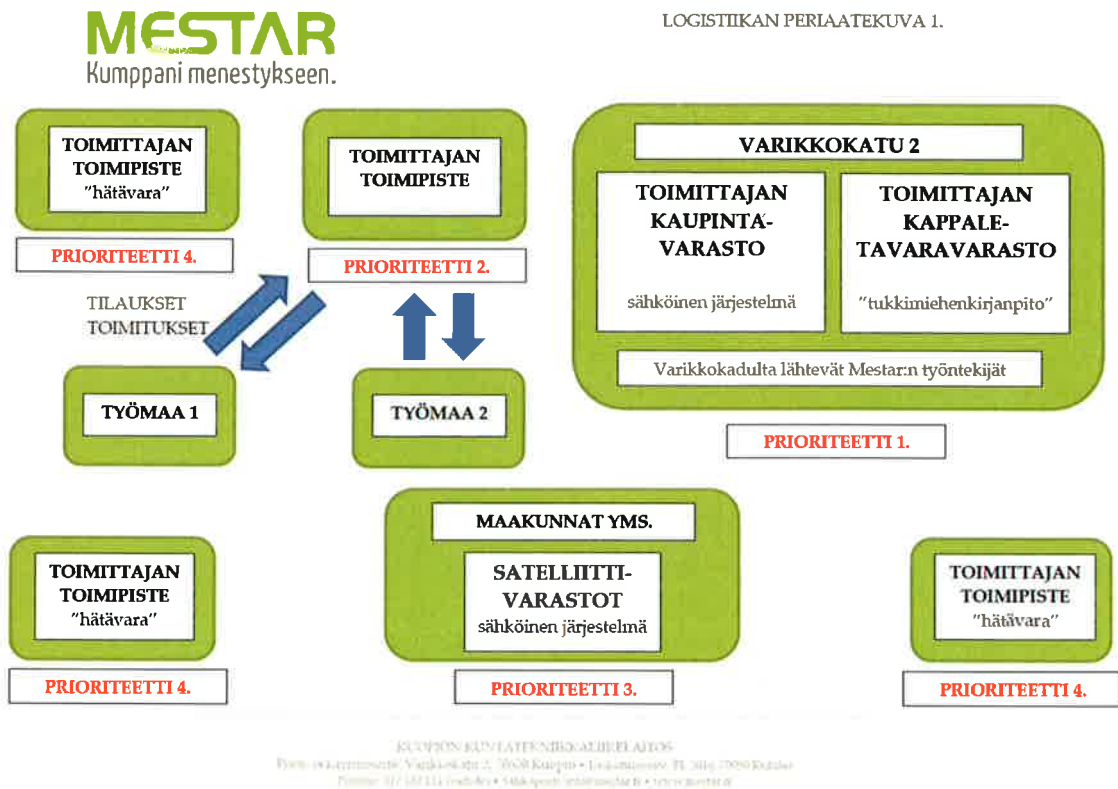 MESTAR
Kumppani menestykseen.
LOGISTIIKAN PERIAATEKUVA 1.
TOIMITTAJAN
TOIMIPISTE
"hätävara"
PRIORITEETTI 4.
TOIMITTAJAN
TOIMIPISTE
PRIORITEETTI 2.
VARIKKOKATU 2
TOIMITTAJAN
KAUPINTA-
VARASTO
sähköinen järjestelmä
TOIMITTAJAN
KAPPALE-
TAVARAVARASTO
"tukkimiehenkirjanpito"
Varikkokadulta lähtevät Mestar:n työntekijät
PRIORITEETTI 1.
TILAUKSET
TOIMITUKSET
TYÖMAA 1
TYÖMAA 2
MAAKUNNAT YMS.
SATELLIITTI-
VARASTOT
sähköinen järjestelmä
PRIORITEETTI 3.
TOIMITTAJAN
TOIMIPISTE
"hätävara"
PRIORITEETTI 4.
TOIMITTAJAN
TOIMIPISTE
"hätävara"
PRIORITEETTI 4.
KUOPION KUNTATEKNIIKKALIIKELAITOS